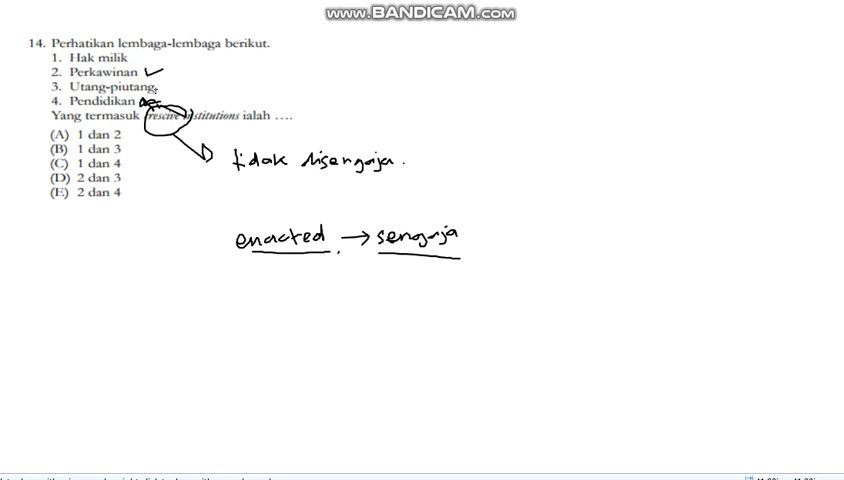 www.BANDICAM.com
14. Perhatikan lembaga-lembaga berikut.
1. Hak milik
2. Perkawinan
3. Utang-piutang
4. Pendidikan
Yang termasuk institutions ialah ....
(A) 1 dan 2
(B) 1 dan 3
(C) 1 dan 4
(D) 2 dan 3
(E) 2 dan 4
tidak disengaja.
enacted → sengaja